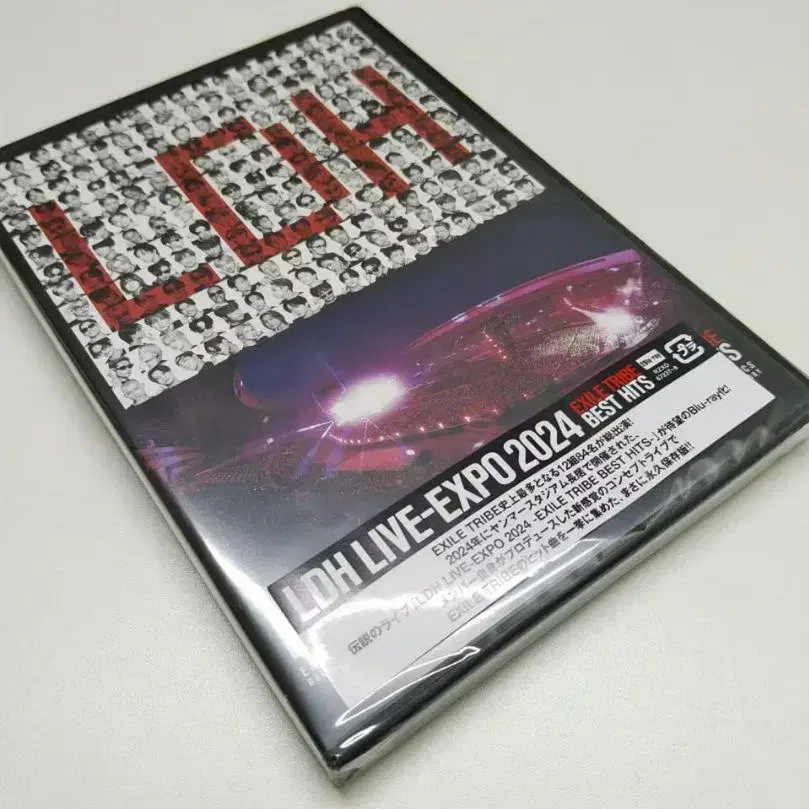 LDH
LDH LIVE-EXPO 2024
EXILE TRIBE
BEST HITS
RZXD
EXILE TRIBE史上最多となる12組94名が総出演!
2024年にヤンマースタジアム長居で開催された、
伝説のライブ「LDH LIVE-EXPO 2024 -EXILE TRIBE BEST HITS-」が待望のBlu-ray化!
メンバー自身がプロデュースした新感覚のコンセプトライブで
EXILE TRIBEのヒット曲を一挙に集めた、まさに永久保存版!!